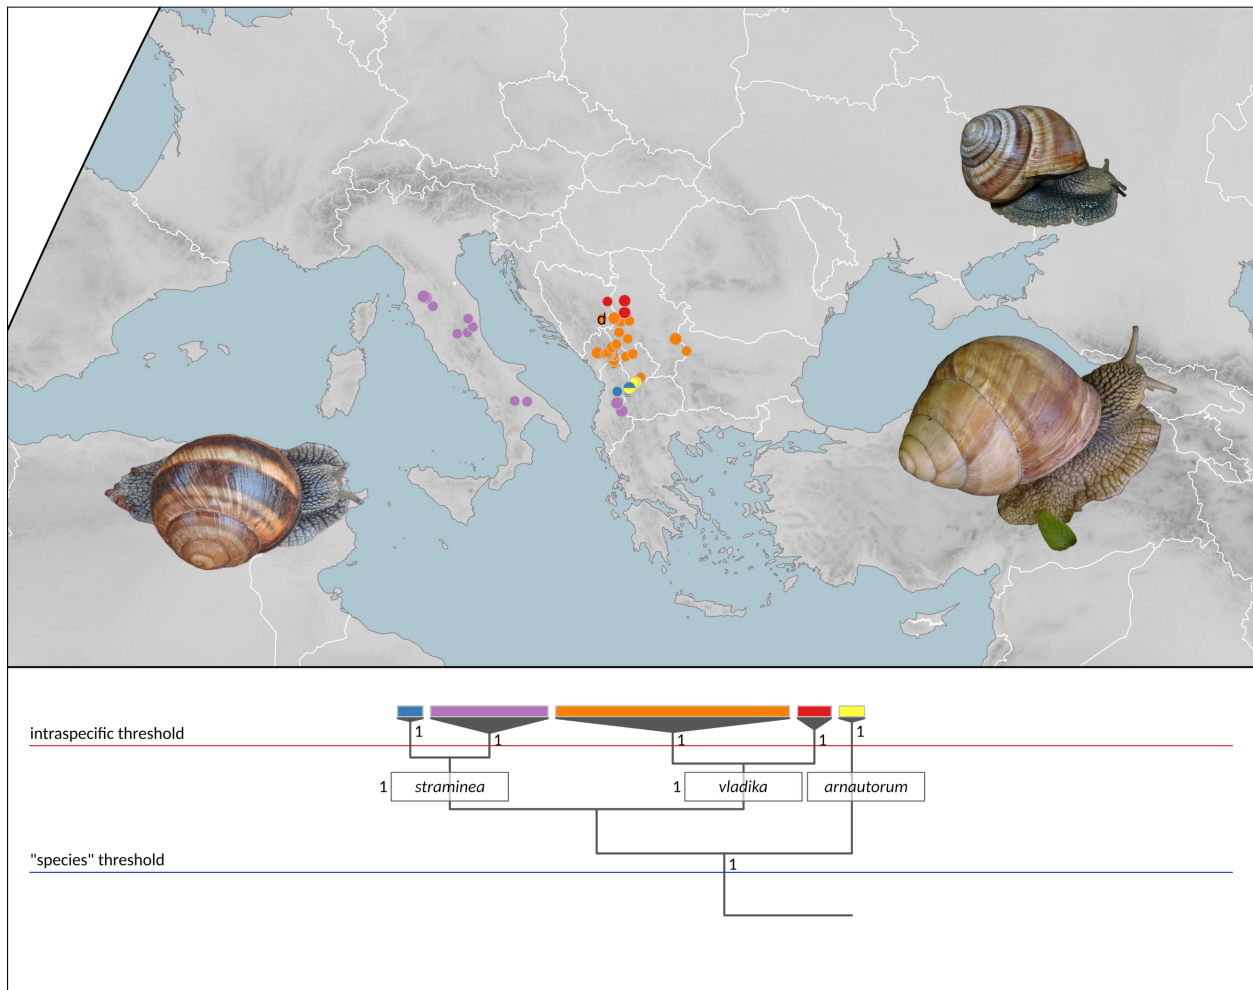 d
1
1
1
1
1
intraspecific threshold
1
straminea
1
vladika
arnautorum
"species" threshold
1